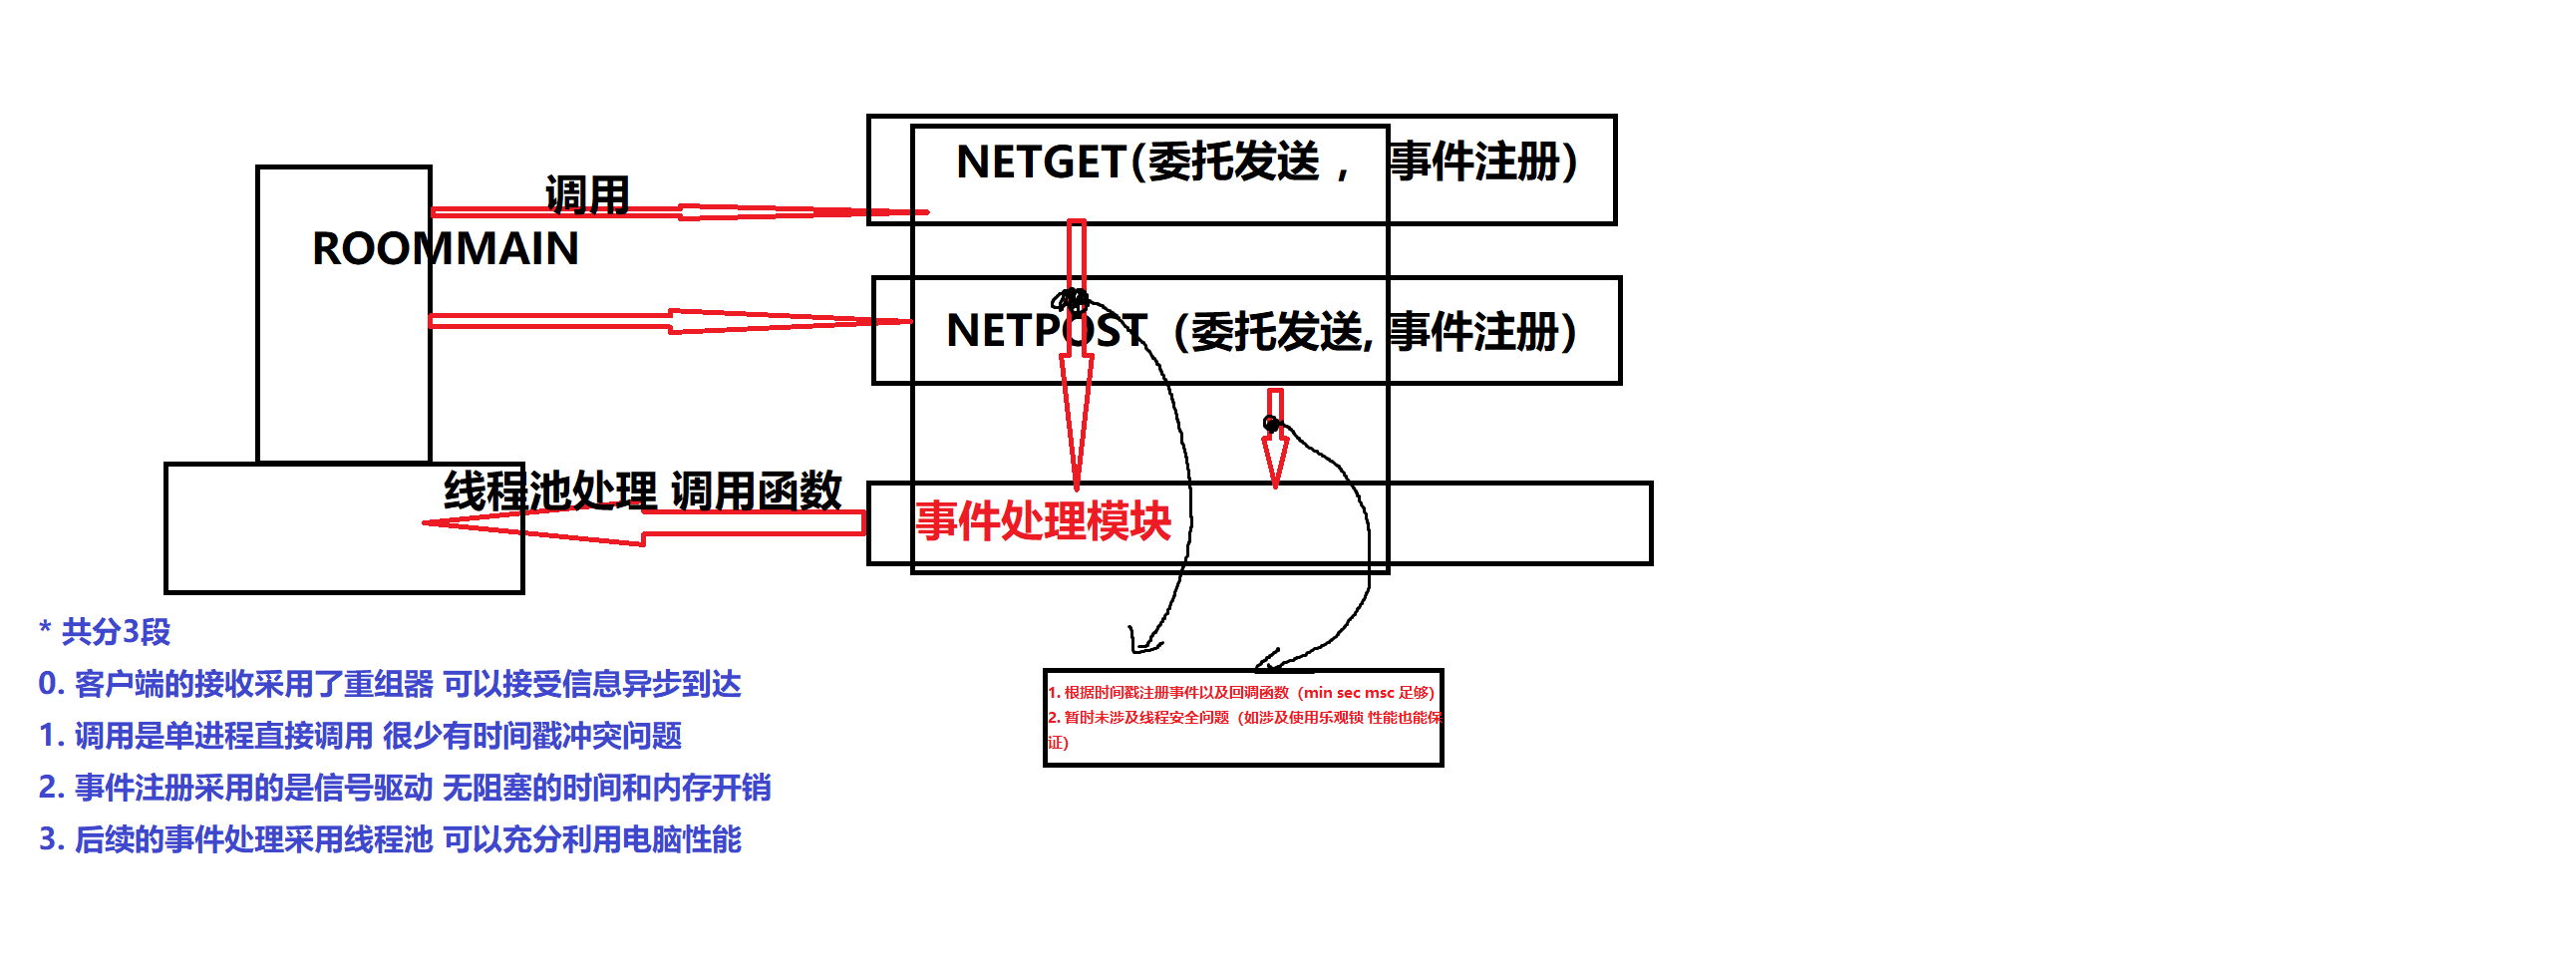 NETGET(委托发送 ， 事件注册)
调用
ROOMMAIN
NETPOST（委托发送, 事件注册）
线程池处理 调用函数
事件处理模块
* 共分3段
0. 客户端的接收采用了重组器 可以接受信息异步到达
1. 调用是单进程直接调用 很少有时间戳冲突问题
2. 事件注册采用的是信号驱动 无阻塞的时间和内存开销
3. 后续的事件处理采用线程池 可以充分利用电脑性能
1. 根据时间戳注册事件以及回调函数（min sec msc 足够）
2. 暂时未涉及线程安全问题（如涉及使用乐观锁 性能也能保
证）